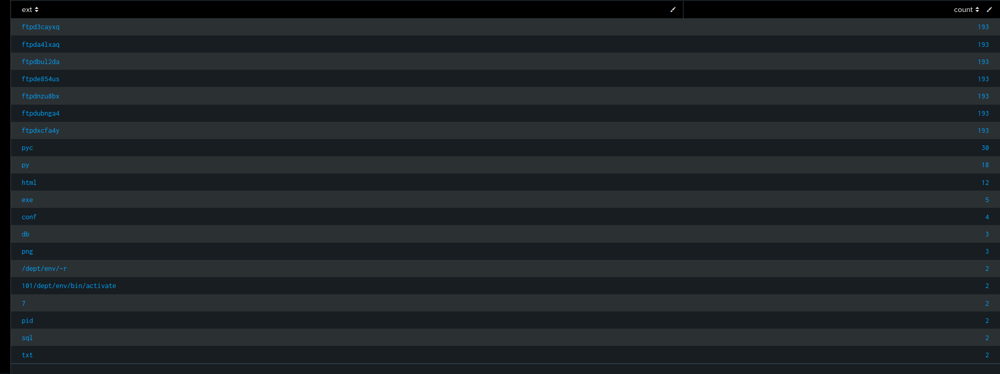 ext count
ftpd3cayxq 193
ftpda4lxaq 193
ftpdbul2da 193
ftpde854us 193
ftpdnzu8bx 193
ftpdubnga4 193
ftpdxcfa4y 193
pyc 30
py 18
html 12
exe 5
conf 4
db 3
png 3
/dept/env/-r 2
101/dept/env/bin/activate 2
7 2
pid 2
sql 2
txt 2